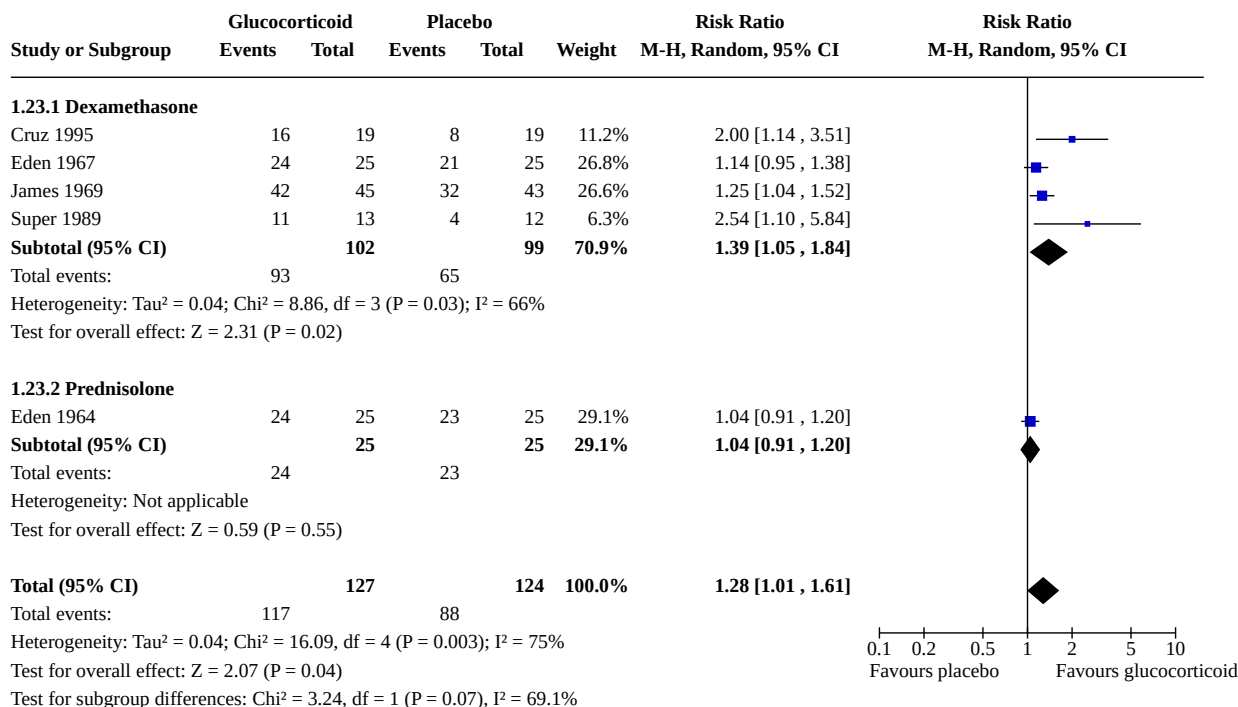 Glucocorticoid Placebo Risk Ratio Risk Ratio
Study or Subgroup Events Total Events Total Weight M-H, Random, 95% CI M-H, Random, 95% CI
1.23.1 Dexamethasone
Cruz 1995 16 19 8 19 11.2% 2.00 [1.14 , 3.51]
Eden 1967 24 25 21 25 26.8% 1.14 [0.95 , 1.38]
James 1969 42 45 32 43 26.6% 1.25 [1.04 , 1.52]
Super 1989 11 13 4 12 6.3% 2.54 [1.10 , 5.84]
Subtotal (95% CI) 102 99 70.9% 1.39 [1.05 , 1.84]
Total events: 93 65
Heterogeneity: Tau² = 0.04; Chi² = 8.86, df = 3 (P = 0.03); I² = 66%
Test for overall effect: Z = 2.31 (P = 0.02)
1.23.2 Prednisolone
Eden 1964 24 25 23 25 29.1% 1.04 [0.91 , 1.20]
Subtotal (95% CI) 25 25 29.1% 1.04 [0.91 , 1.20]
Total events: 24 23
Heterogeneity: Not applicable
Test for overall effect: Z = 0.59 (P = 0.55)
Total (95% CI) 127 124 100.0% 1.28 [1.01 , 1.61]
Total events: 117 88
Heterogeneity: Tau² = 0.04; Chi² = 16.09, df = 4 (P = 0.003); I² = 75%
0.1 0.2 0.5 1 2 5 10
Test for overall effect: Z = 2.07 (P = 0.04)
Favours placebo Favours glucocorticoid
Test for subgroup differences: Chi² = 3.24, df = 1 (P = 0.07), I² = 69.1%